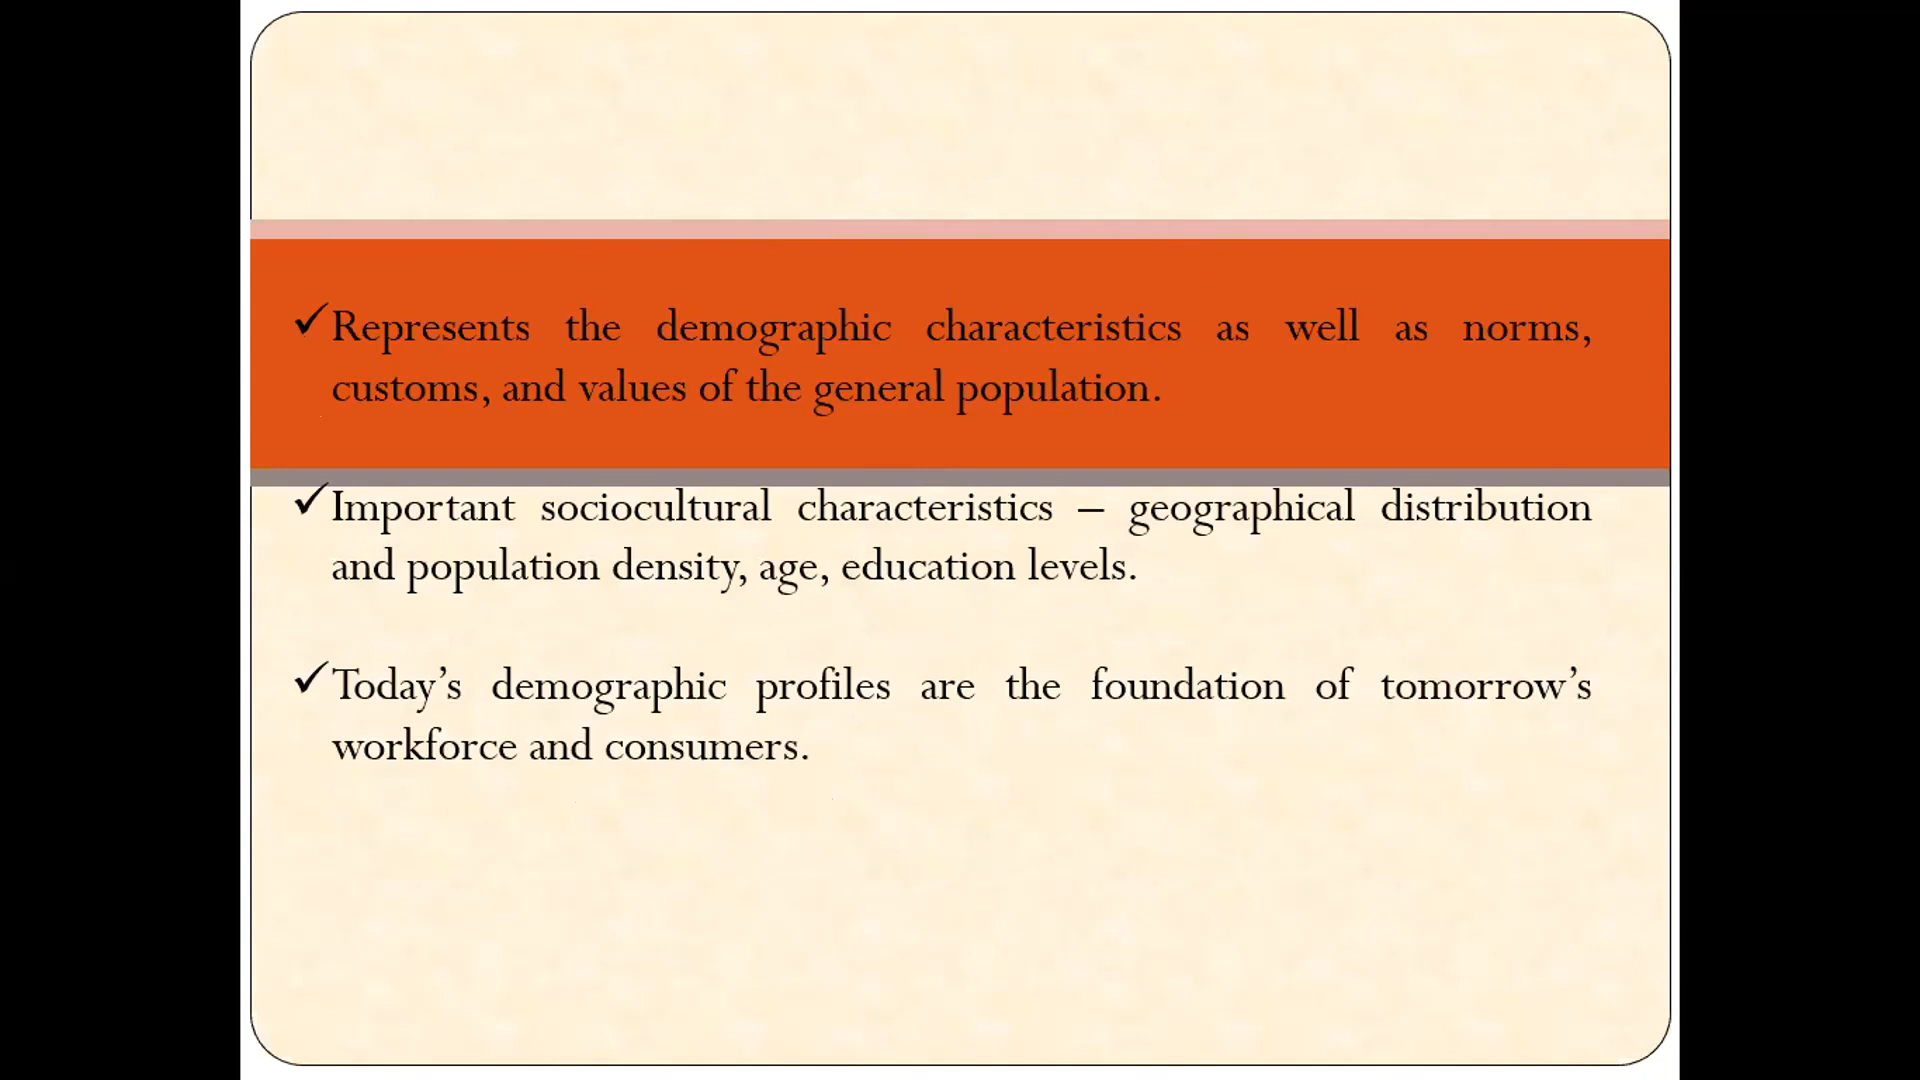 ✓Represents the demographic characteristics as well as norms,
customs, and values of the general population.
✓Important sociocultural characteristics – geographical distribution
and population density, age, education levels.
✓Today’s demographic profiles are the foundation of tomorrow’s
workforce and consumers.